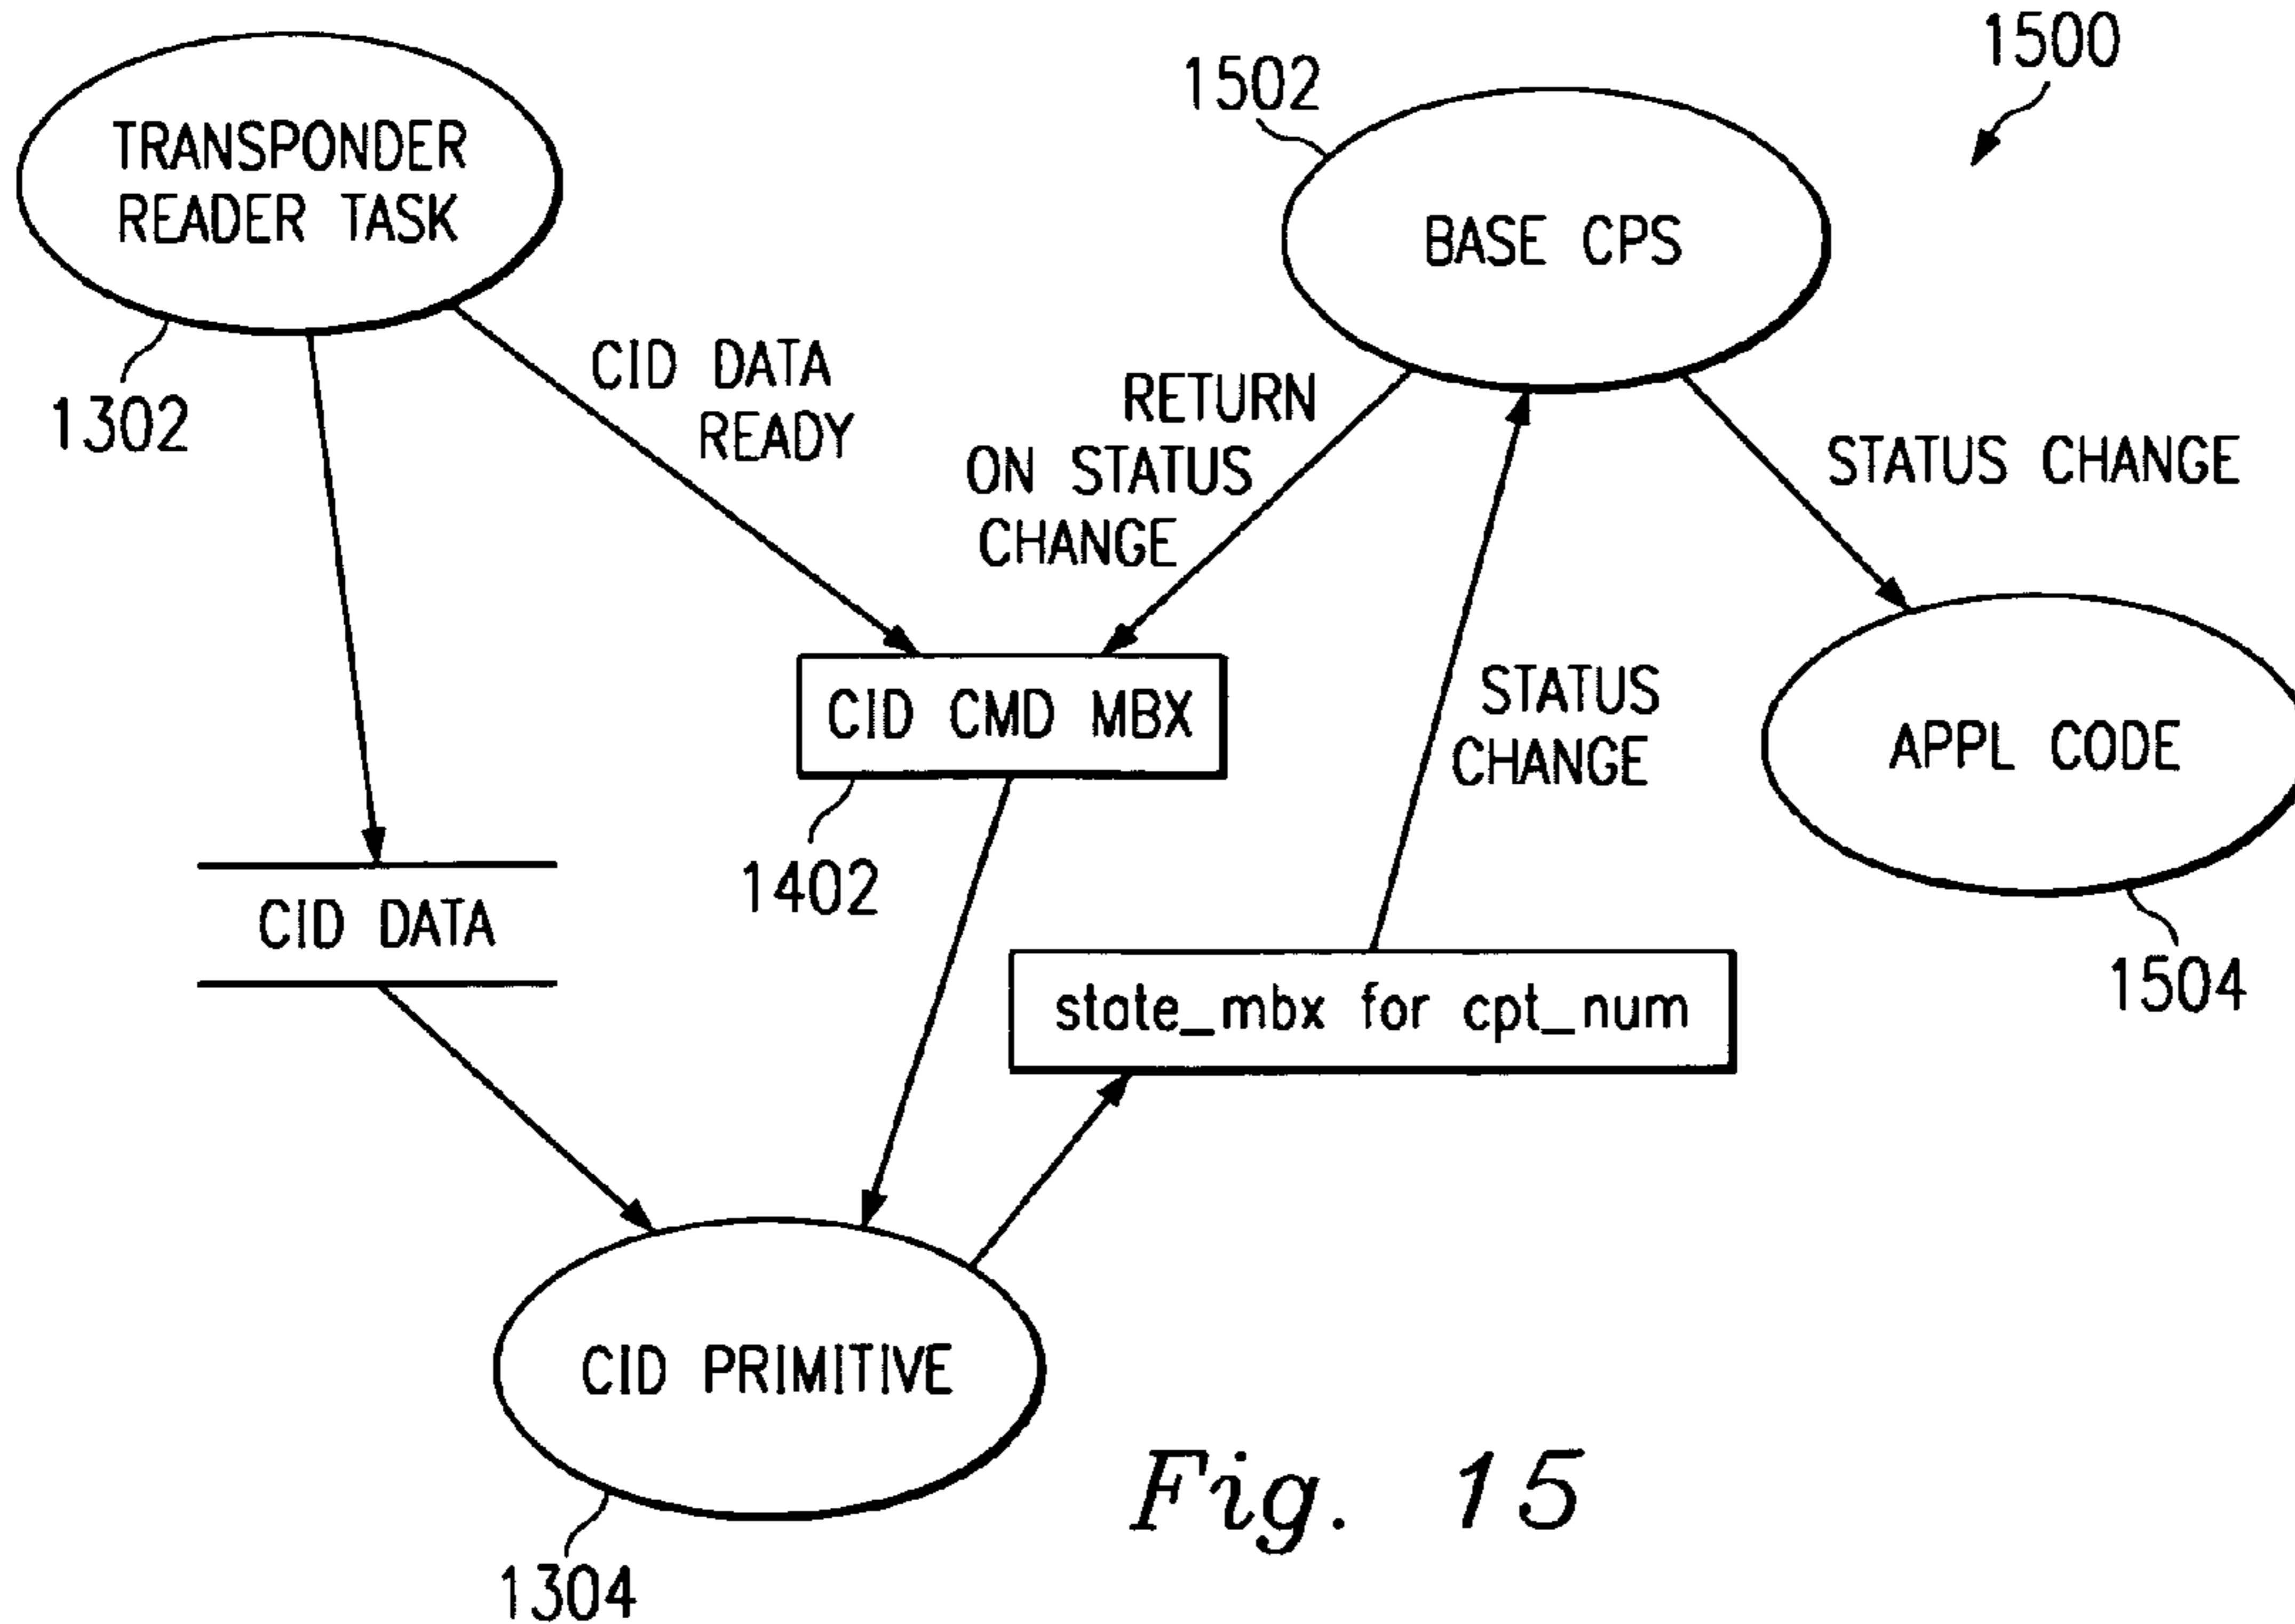 1500
1502
TRANSPONDER
READER TASK
BASE CPS
1302
CID DATA
READY
RETURN
ON STATUS
CHANGE
STATUS CHANGE
CID CMD MBX
1402
STATUS
CHANGE
APPL CODE
1504
CID DATA
state_mbx for cpt_num
CID PRIMITIVE
1304
Fig. 15